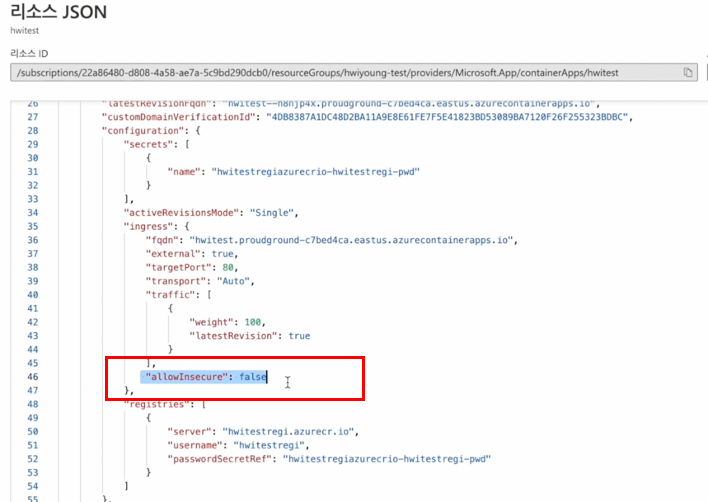 리소스 JSON
hwitest
리소스 ID
/subscriptions/22a86480-d808-4a58-ae7a-5c9bd290dcb0/resourceGroups/hwiyoung-test/providers/Microsoft.App/containerApps/hwitest
26 "latestRevisionFqdn": "hwitest--h8hjp4x.proudground-c7bed4ca.eastus.azurecontainerapps.io",
27 "customDomainVerificationId": "4DB8387A1DC48D2BA11A9E8E61FE7F5E41823BD53089BA7120F26F255323BDBC",
28 "configuration": {
29 "secrets": [
30 {
31 "name": "hwitestregiazurecrio-hwitestregi-pwd"
32 }
33 ],
34 "activeRevisionsMode": "Single",
35 "ingress": {
36 "fqdn": "hwitest.proudground-c7bed4ca.eastus.azurecontainerapps.io",
37 "external": true,
38 "targetPort": 80,
39 "transport": "Auto",
40 "traffic": [
41 {
42 "weight": 100,
43 "latestRevision": true
44 }
45 ],
46 "allowInsecure": false
47 },
48 "registries": [
49 {
50 "server": "hwitestregi.azurecr.io",
51 "username": "hwitestregi",
52 "passwordSecretRef": "hwitestregiazurecrio-hwitestregi-pwd"
53 }
54 ]
55 },